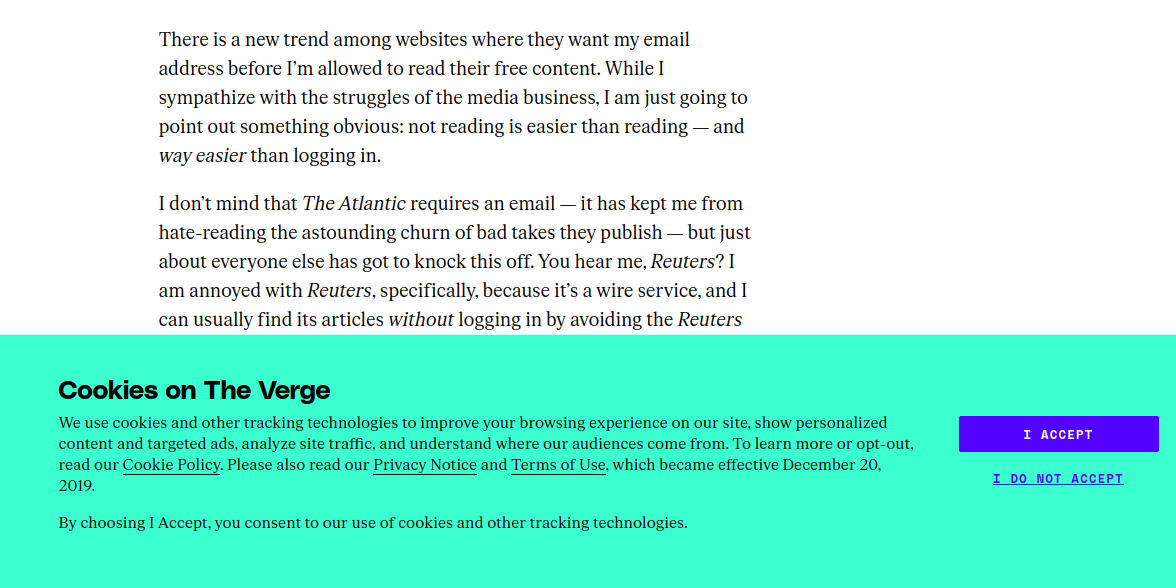 There is a new trend among websites where they want my email
address before I’m allowed to read their free content. While I
sympathize with the struggles of the media business, I am just going to
point out something obvious: not reading is easier than reading — and
way easier than logging in.
I don’t mind that The Atlantic requires an email — it has kept me from
hate-reading the astounding churn of bad takes they publish — but just
about everyone else has got to knock this off. You hear me, Reuters? I
am annoyed with Reuters, specifically, because it’s a wire service, and I
can usually find its articles without logging in by avoiding the Reuters
Cookies on The Verge
We use cookies and other tracking technologies to improve your browsing experience on our site, show personalized
content and targeted ads, analyze site traffic, and understand where our audiences come from. To learn more or opt-out,
read our Cookie Policy. Please also read our Privacy Notice and Terms of Use, which became effective December 20,
2019.
By choosing I Accept, you consent to our use of cookies and other tracking technologies.
I ACCEPT
I DO NOT ACCEPT